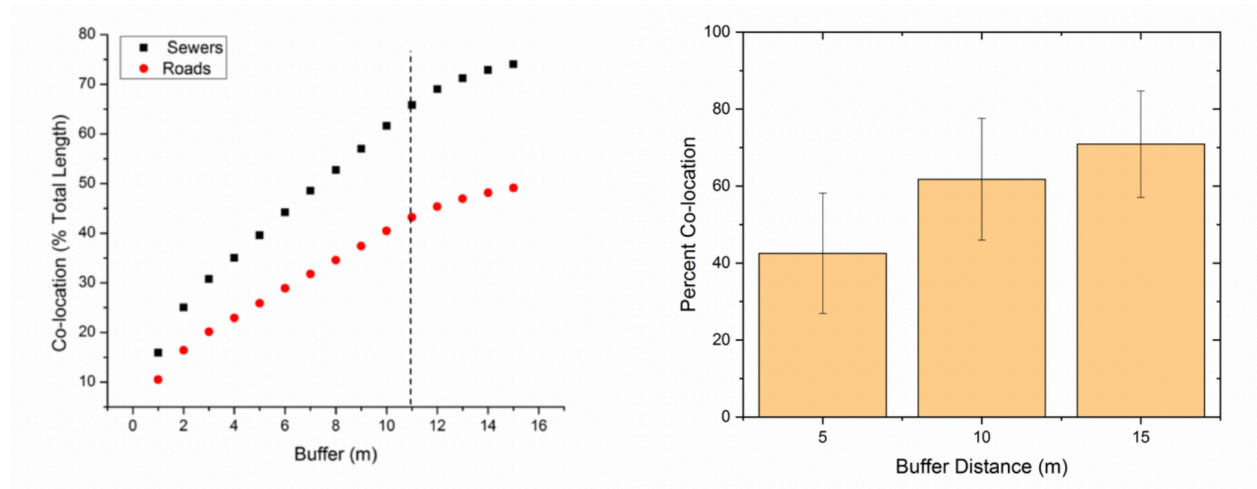 Sewers
Roads
Co-location (% Total Length)
80
70
60
50
40
30
20
10
0 2 4 6 8 10 12 14 16
Buffer (m)
Percent Co-location
100
80
60
40
20
0
5 10 15
Buffer Distance (m)